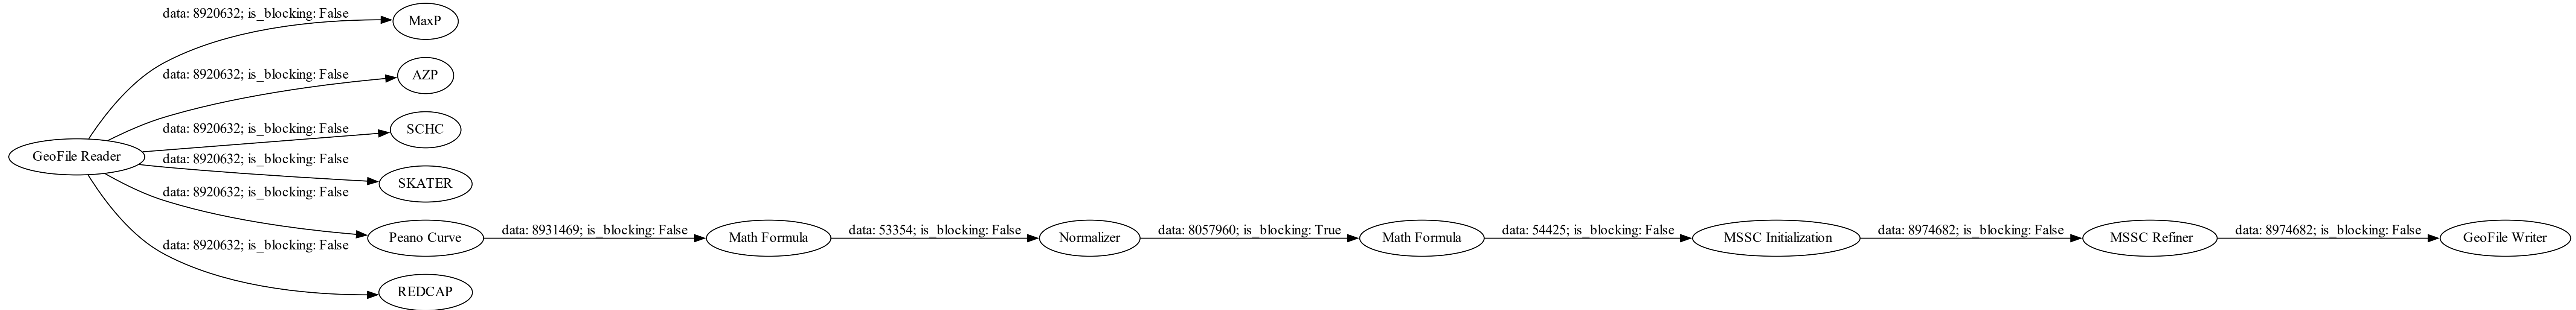 data: 8920632; is_blocking: False
MaxP
data: 8920632; is_blocking: False
AZP
data: 8920632; is_blocking: False
SCHC
GeoFile Reader
data: 8920632; is_blocking: False
SKATER
data: 8920632; is_blocking: False
Peano Curve
data: 8931469; is_blocking: False
Math Formula
data: 53354; is_blocking: False
Normalizer
data: 8057960; is_blocking: True
Math Formula
data: 54425; is_blocking: False
MSSC Initialization
data: 8974682; is_blocking: False
MSSC Refiner
data: 8974682; is_blocking: False
GeoFile Writer
data: 8920632; is_blocking: False
REDCAP